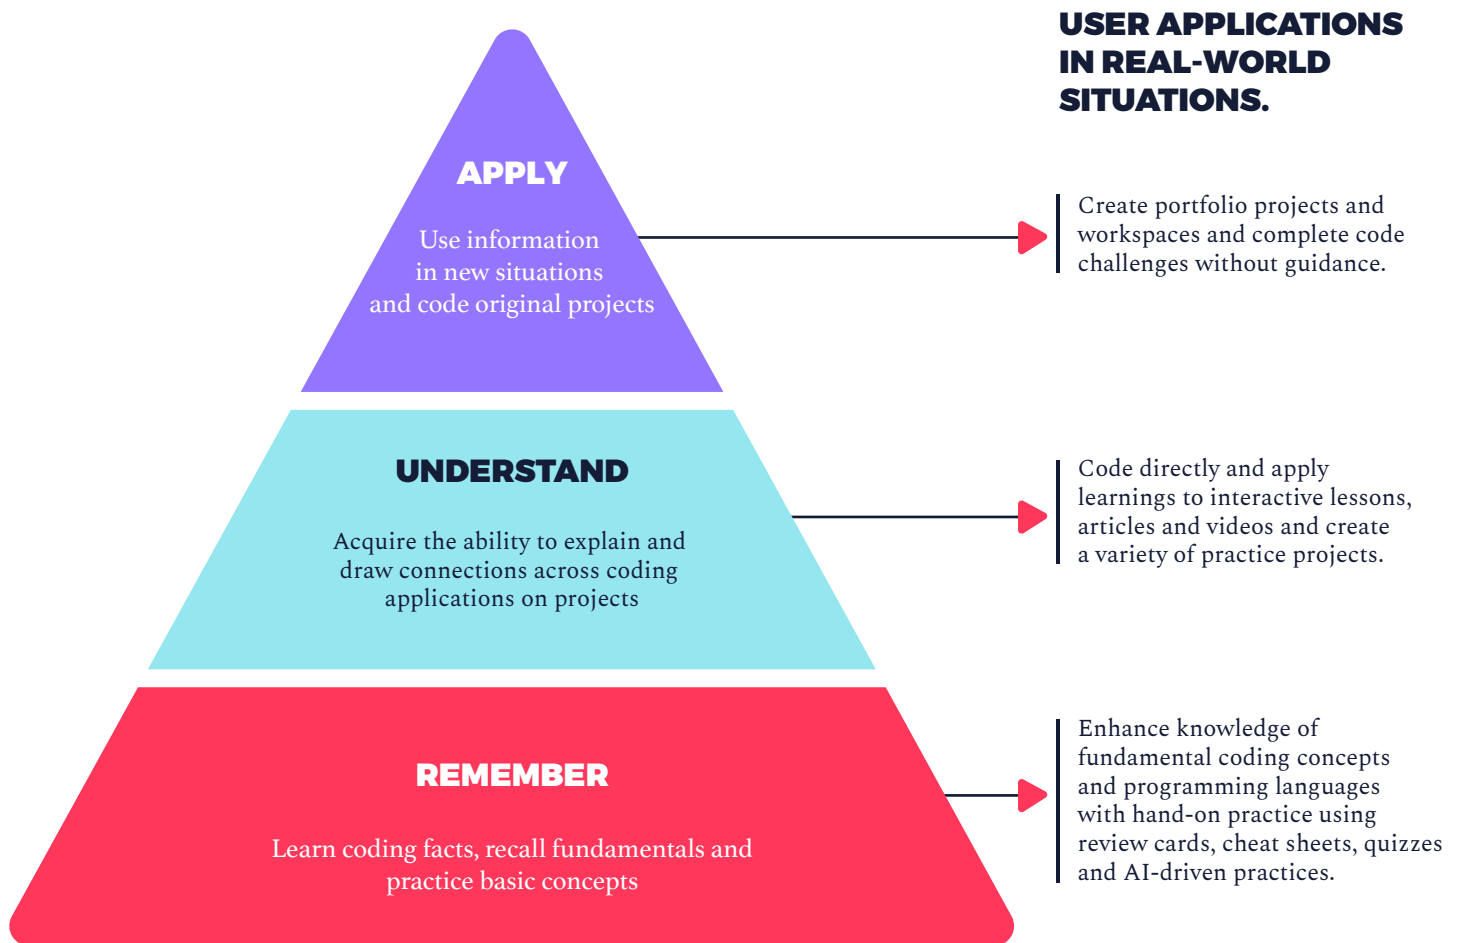 USER APPLICATIONS
IN REAL-WORLD
SITUATIONS.
APPLY
Use information
in new situations
and code original projects
Create portfolio projects and
workspaces and complete code
challenges without guidance.
UNDERSTAND
Acquire the ability to explain and
draw connections across coding
applications on projects
Code directly and apply
learnings to interactive lessons,
articles and videos and create
a variety of practice projects.
REMEMBER
Learn coding facts, recall fundamentals and
practice basic concepts
Enhance knowledge of
fundamental coding concepts
and programming languages
with hand-on practice using
review cards, cheat sheets, quizzes
and AI-driven practices.